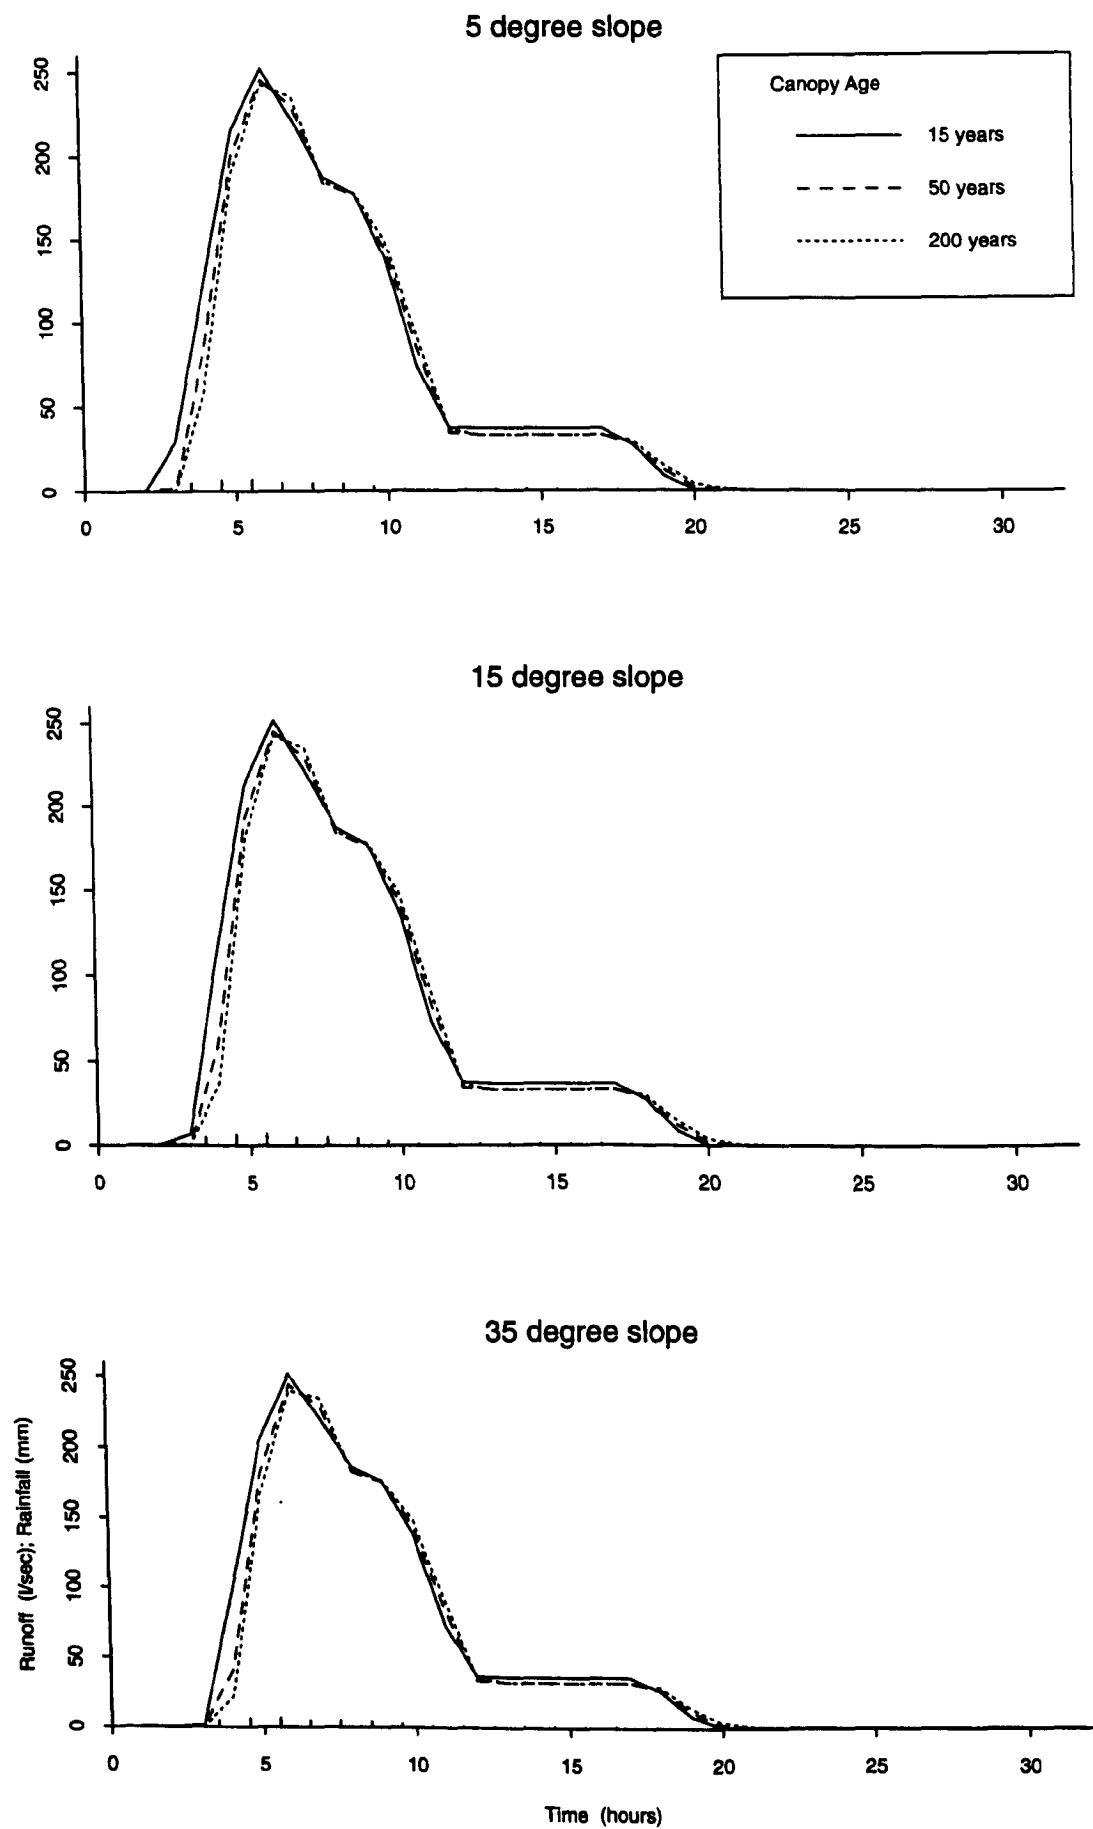 5 degree slope
Canopy Age
15 years
50 years
200 years
250
200
150
100
50
0
0 5 10 15 20 25 30
15 degree slope
250
200
150
100
50
0
0 5 10 15 20 25 30
35 degree slope
Runoff (l/sec); Rainfall (mm)
250
200
150
100
50
0
0 5 10 15 20 25 30
Time (hours)